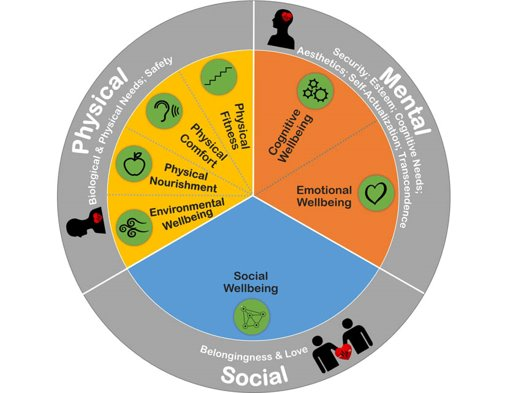 Physical
Biological & Physical Needs; Safety
Mental
Security; Esteem; Cognitive Needs;
Aesthetics; Self-Actualization; Transcendence
Physical
Fitness
Physical
Comfort
Physical
Nourishment
Environmental
Wellbeing
Cognitive
Wellbeing
Emotional
Wellbeing
Social
Wellbeing
Belongingness & Love
Social